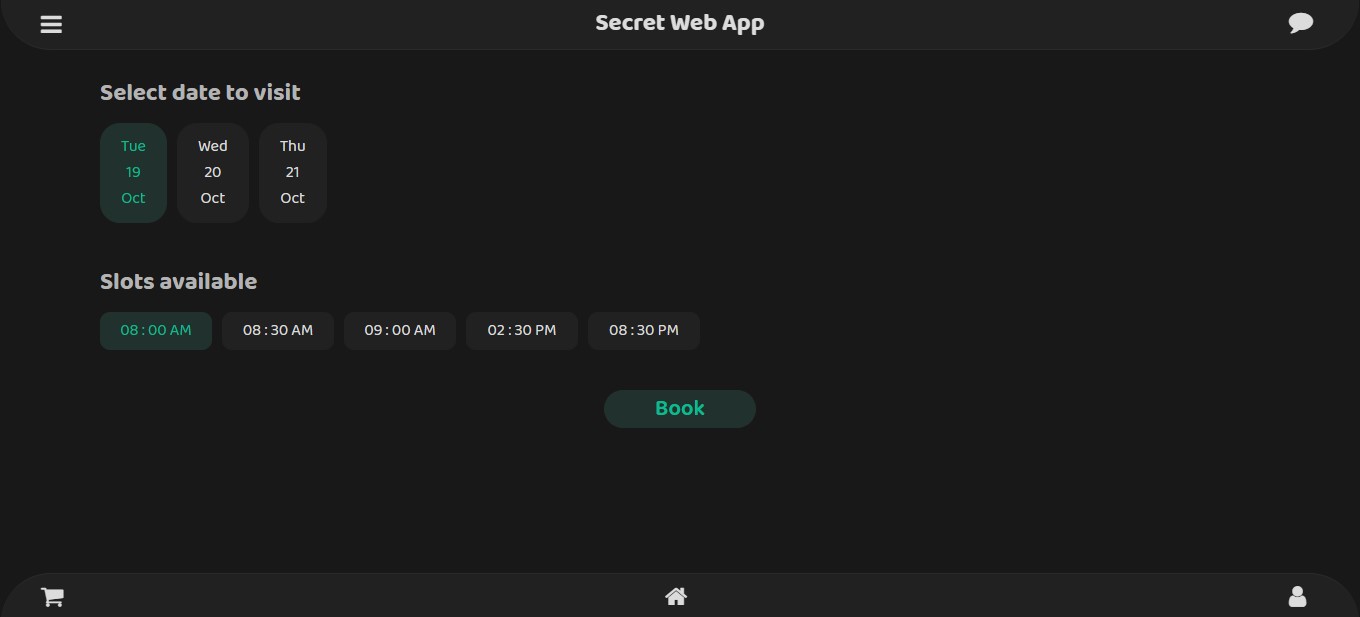 Secret Web App
Select date to visit
Tue Wed Thu
19 20 21
Oct Oct Oct
Slots available
08 : 00 AM 08 : 30 AM 09 : 00 AM 02 : 30 PM 08 : 30 PM
Book